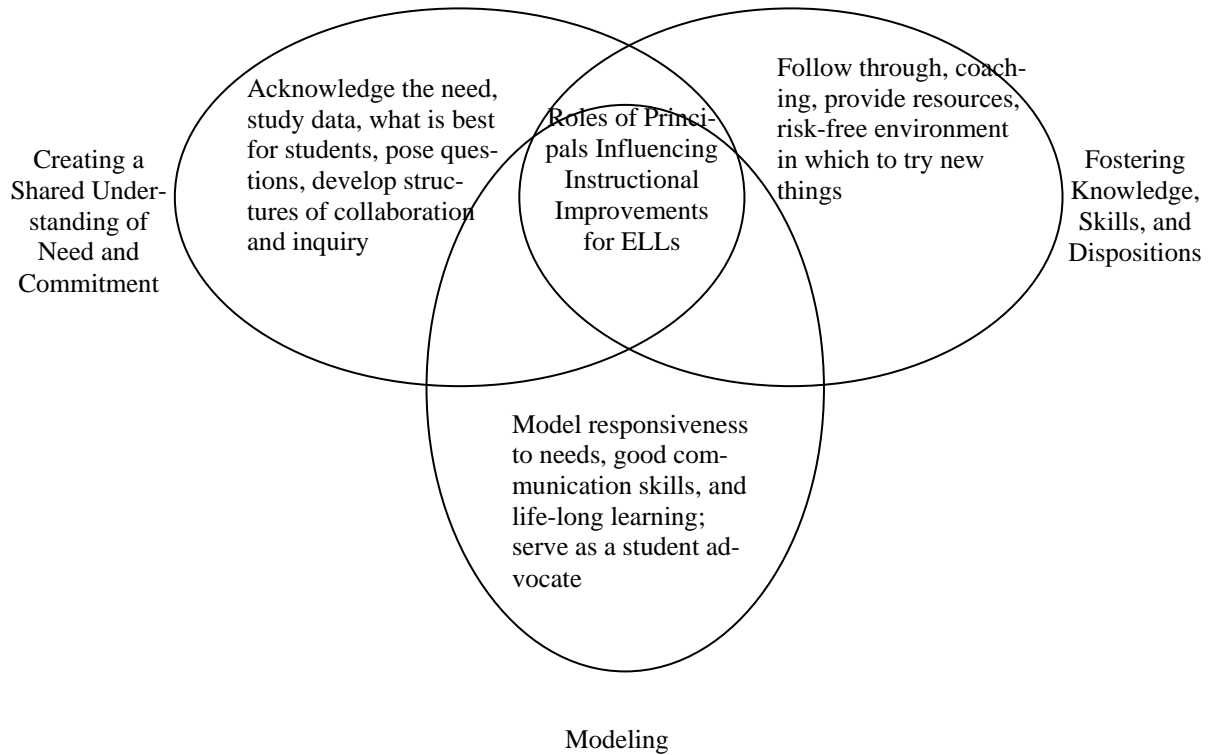 Creating a
Shared Under-
standing of
Need and
Commitment
Acknowledge the need,
study data, what is best
for students, pose ques-
tions, develop struc-
tures of collaboration
and inquiry
Roles of Princi-
pals Influencing
Instructional
Improvements
for ELLs
Follow through, coach-
ing, provide resources,
risk-free environment
in which to try new
things
Fostering
Knowledge,
Skills, and
Dispositions
Model responsiveness
to needs, good com-
munication skills, and
life-long learning;
serve as a student ad-
vocate
Modeling